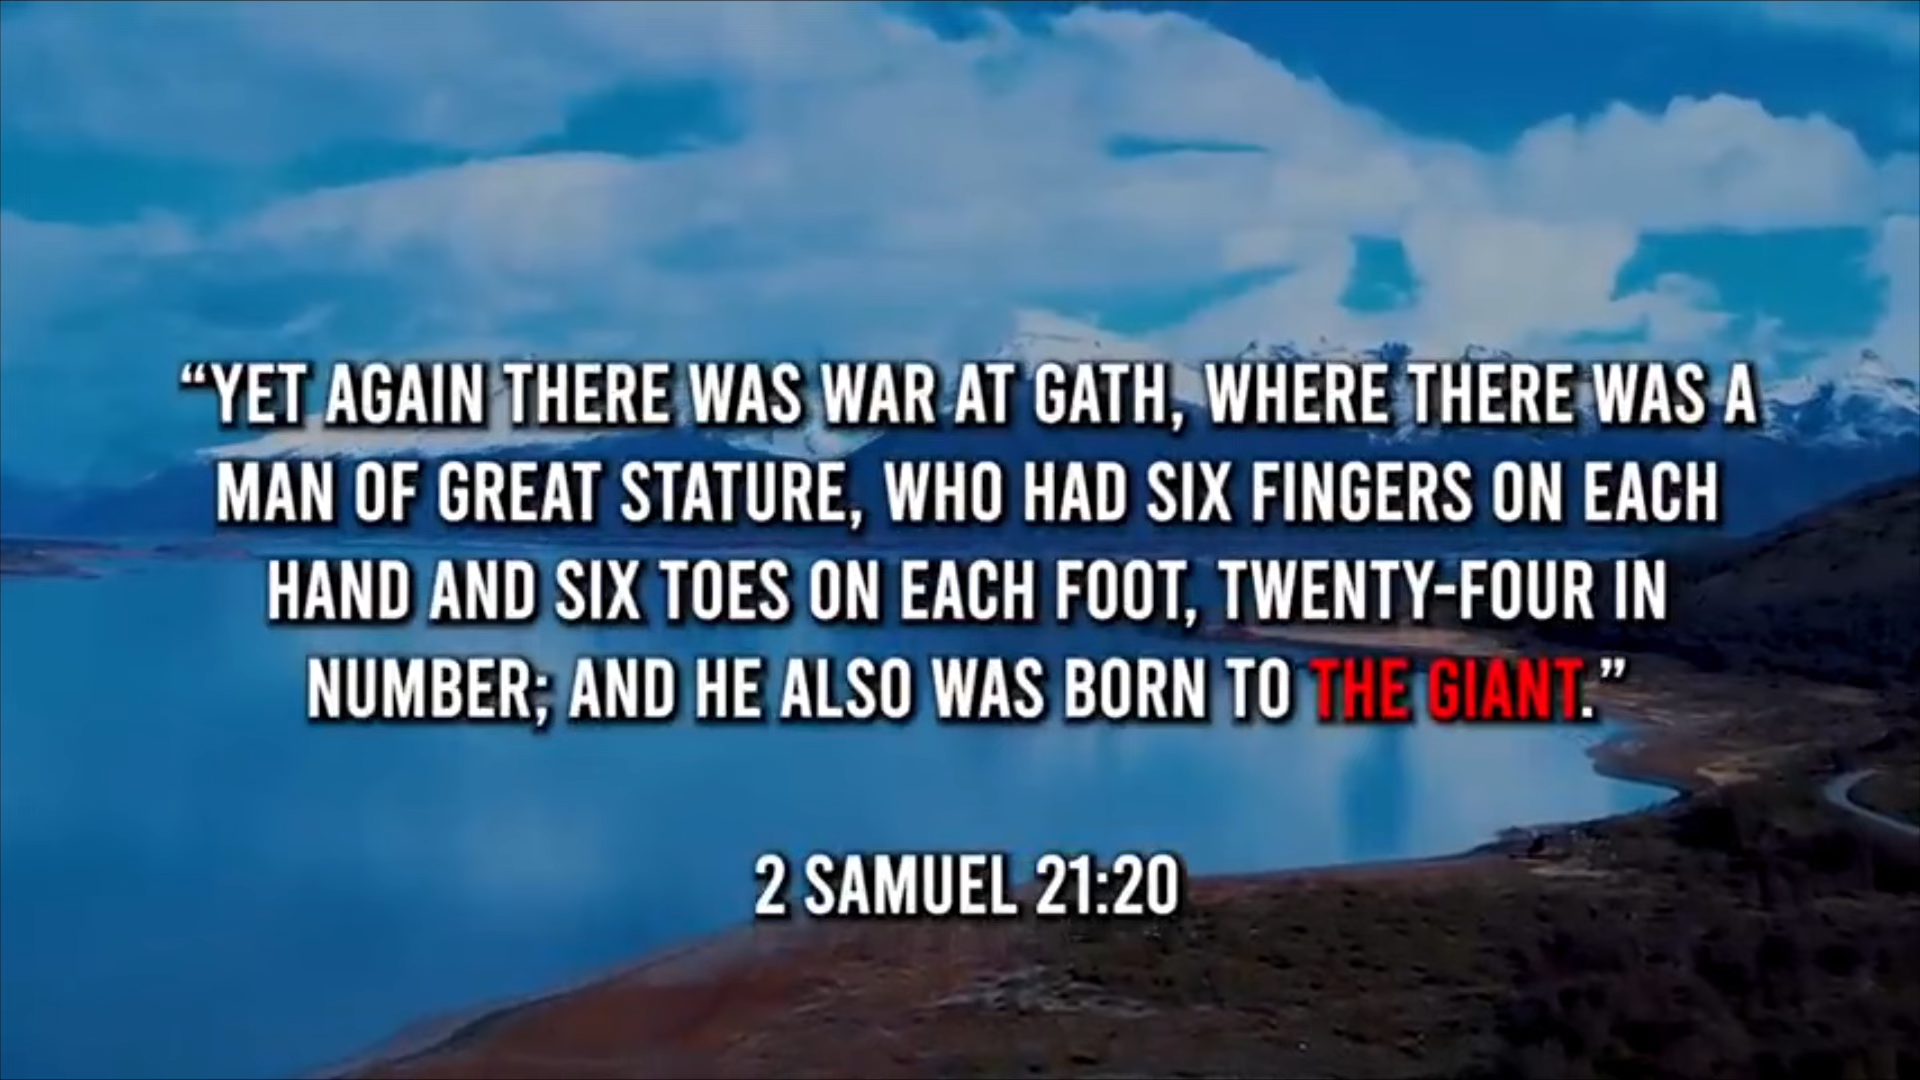 “YET AGAIN THERE WAS WAR AT GATH, WHERE THERE WAS A
MAN OF GREAT STATURE, WHO HAD SIX FINGERS ON EACH
HAND AND SIX TOES ON EACH FOOT, TWENTY-FOUR IN
NUMBER; AND HE ALSO WAS BORN TO THE GIANT.”
2 SAMUEL 21:20